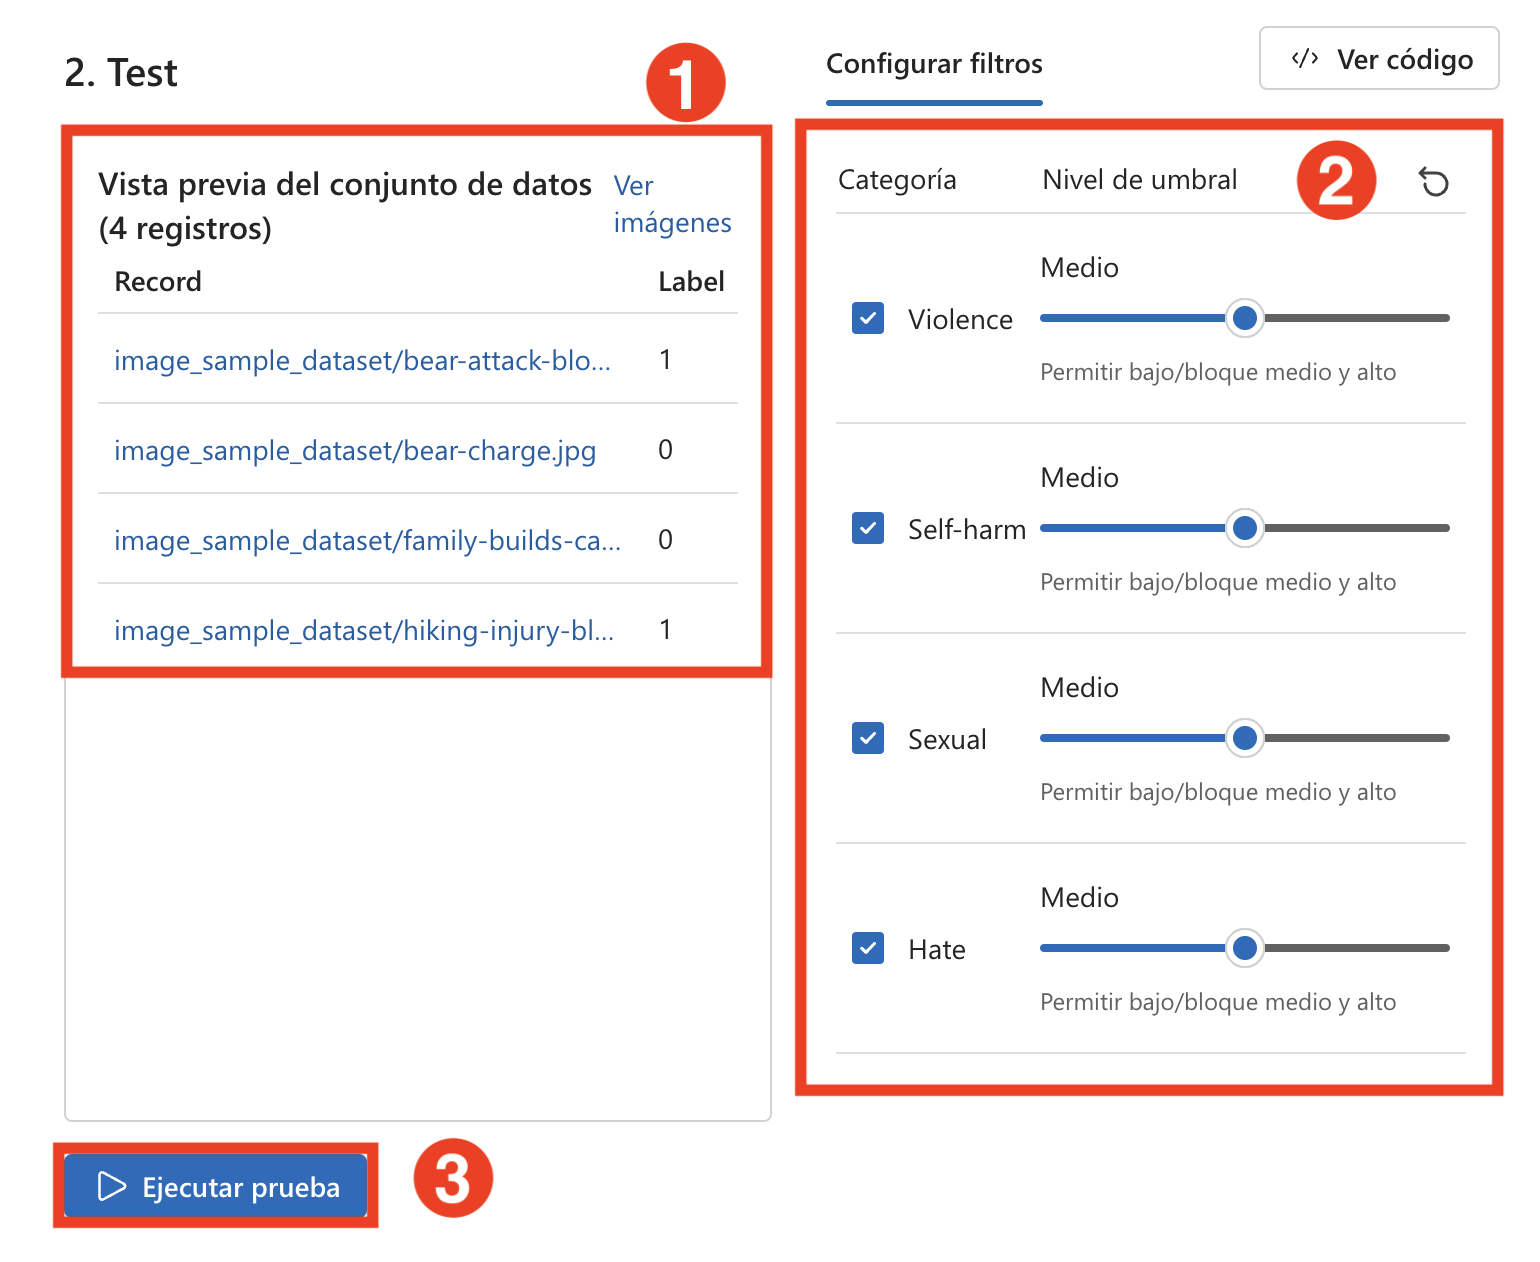 2. Test
1
Vista previa del conjunto de datos
(4 registros)
Ver
imágenes
Record Label
image_sample_dataset/bear-attack-blo... 1
image_sample_dataset/bear-charge.jpg 0
image_sample_dataset/family-builds-ca... 0
image_sample_dataset/hiking-injury-bl... 1
Ejecutar prueba
3
Configurar filtros
</> Ver código
Categoría Nivel de umbral
2
Medio
Violence
Permitir bajo/bloque medio y alto
Medio
Self-harm
Permitir bajo/bloque medio y alto
Medio
Sexual
Permitir bajo/bloque medio y alto
Medio
Hate
Permitir bajo/bloque medio y alto